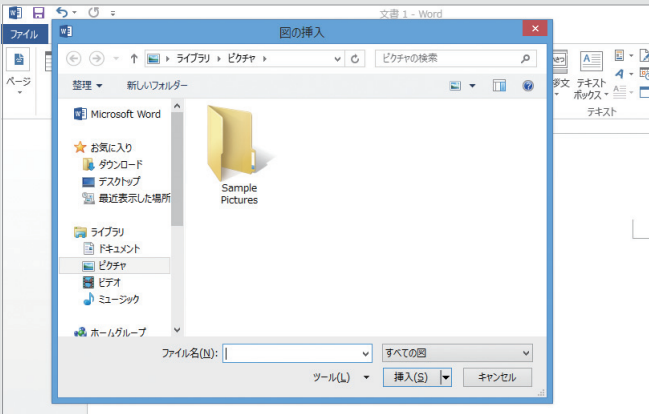 文書 1 - Word
ファイル
図の挿入
ライブラリ ピクチャ
ピクチャの検索
整理 新しいフォルダー
ページ
Microsoft Word
お気に入り
ダウンロード
デスクトップ
最近表示した場所
ライブラリ
ドキュメント
ピクチャ
ビデオ
ミュージック
ホームグループ
Sample
Pictures
テキスト
ボックス
テキスト
ファイル名(N):
すべての図
ツール(L) 挿入(S) キャンセル